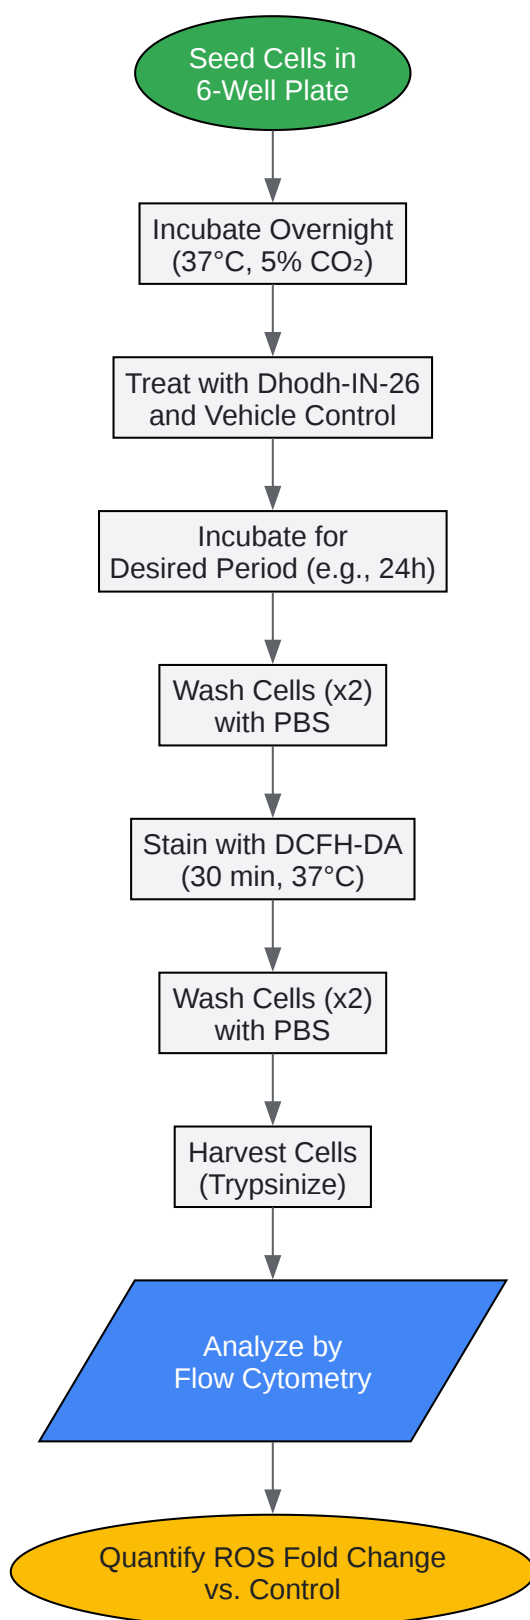 Seed Cells in
6-Well Plate
Incubate Overnight
(37°C, 5% CO₂)
Treat with Dhodh-IN-26
and Vehicle Control
Incubate for
Desired Period (e.g., 24h)
Wash Cells (x2)
with PBS
Stain with DCFH-DA
(30 min, 37°C)
Wash Cells (x2)
with PBS
Harvest Cells
(Trypsinize)
Analyze by
Flow Cytometry
Quantify ROS Fold Change
vs. Control